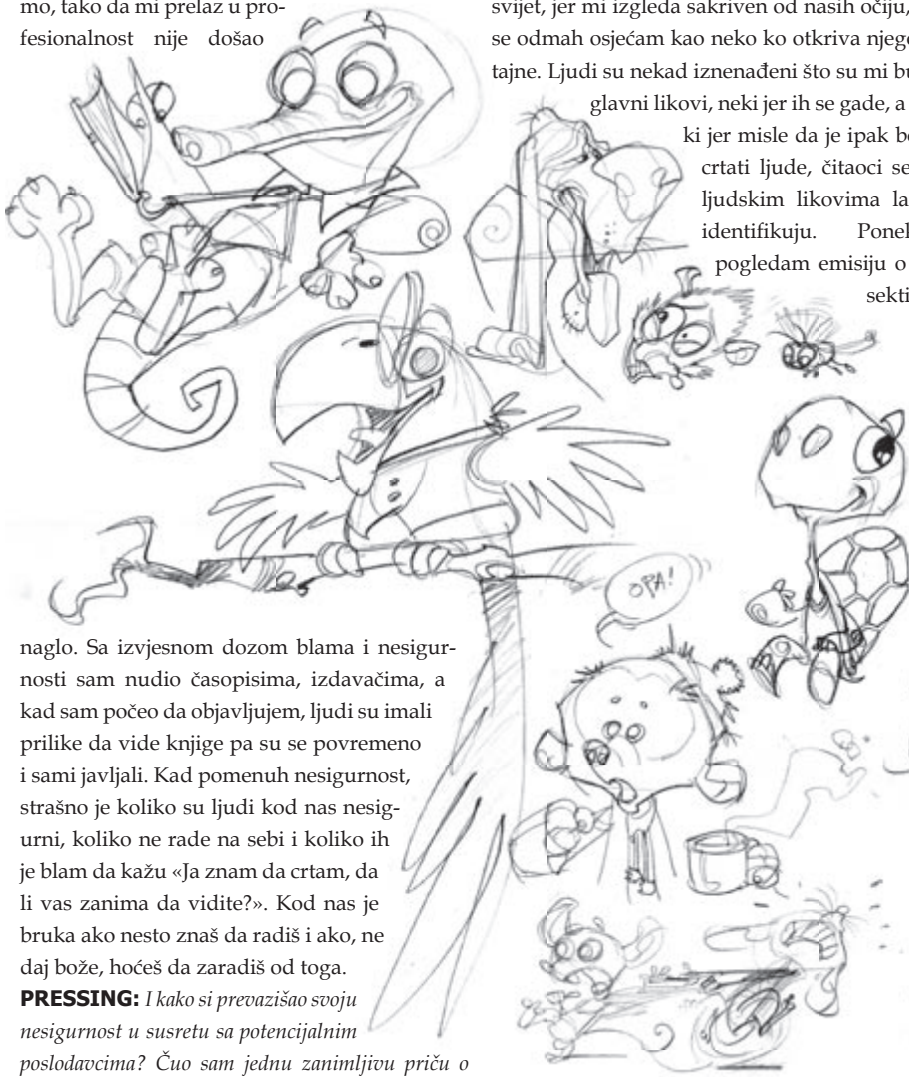 mo, tako da mi prelaz u pro-
fesionalnost nije došao
naglo. Sa izvjesnom dozom blama i nesigur-
nosti sam nudio časopisima, izdavačima, a
kad sam počeo da objavljujem, ljudi su imali
prilike da vide knjige pa su se povremeno
i sami javljali. Kad pomenuh nesigurnost,
strašno je koliko su ljudi kod nas nesig-
urni, koliko ne rade na sebi i koliko ih
je blam da kažu «Ja znam da crtam, da
li vas zanima da vidite?». Kod nas je
bruka ako nesto znaš da radiš i ako, ne
daj bože, hoćeš da zaradiš od toga.
PRESSING: I kako si prevazišao svoju
nesigurnost u susretu sa potencijalnim
poslodavcima? Čuo sam jednu zanimljivu priču o
svijet, jer mi izgleda sakriven od naših očiju,
se odmah osjećam kao neko ko otkriva njego
tajne. Ljudi su nekad iznenađeni što su mi bu
glavni likovi, neki jer ih se gade, a
ki jer misle da je ipak bo
crtati ljude, čitaoci se
ljudskim likovima la
identifikuju. Ponek
pogledam emisiju o
sekti
OPA!